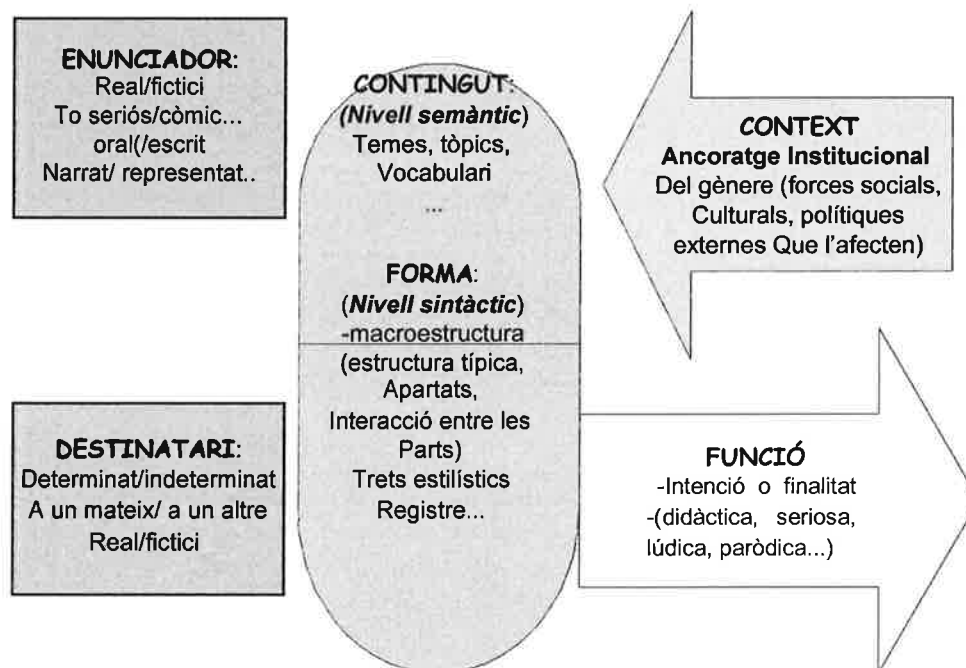 ENUNCIADOR:
Real/fictici
To seriós/còmic...
oral(/escrit
Narrat/ representat..
CONTINGUT:
(Nivell semàntic)
Temes, tòpics,
Vocabulari
...
FORMA:
(Nivell sintàctic)
-macroestructura
(estructura típica,
Apartats,
Interacció entre les
Parts)
Trets estilístics
Registre...
CONTEXT
Ancoratge Institucional
Del gènere (forces socials,
Culturals, polítiques
externes Que l'afecten)
DESTINATARI:
Determinat/indeterminat
A un mateix/ a un altre
Real/fictici
FUNCIÓ
-Intenció o finalitat
-(didàctica, seriosa,
lúdica, paròdica...)